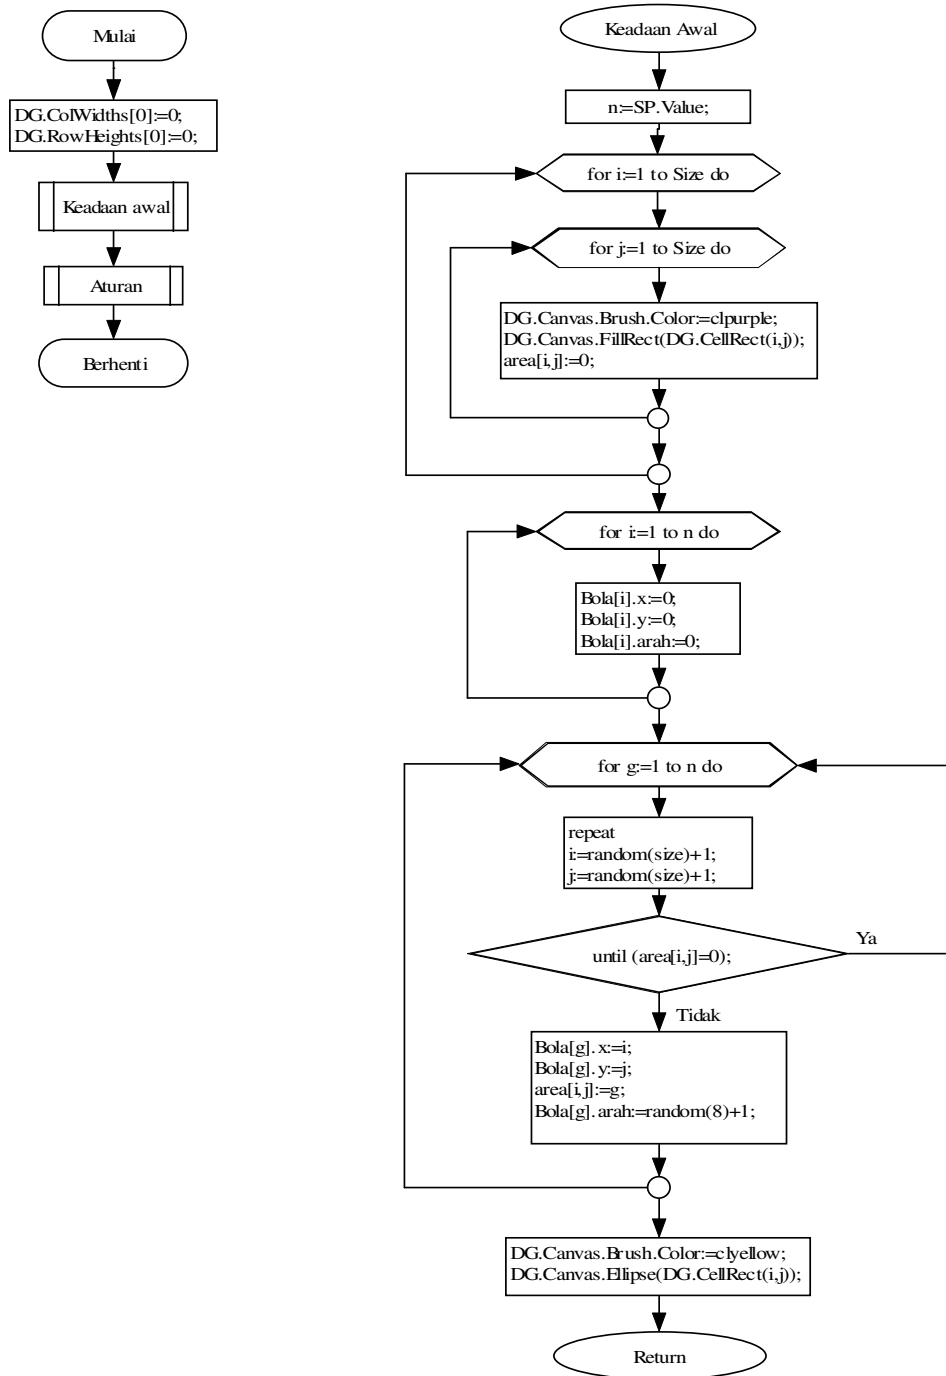 Mulai
DG.ColWidths[0]:=0;
DG.RowHeights[0]:=0;
Keadaan awal
Aturan
Berhenti
Keadaan Awal
n:=SP.Value;
for i:=1 to Size do
for j:=1 to Size do
DG.Canvas.Brush.Color:=clpurple;
DG.Canvas.FillRect(DG.CellRect(i,j));
area[i,j]:=0;
for i:=1 to n do
Bola[i].x:=0;
Bola[i].y:=0;
Bola[i].arah:=0;
for g:=1 to n do
repeat
i:=random(size)+1;
j:=random(size)+1;
until (area[i,j]=0);
Ya
Tidak
Bola[g].x:=i;
Bola[g].y:=j;
area[i,j]:=g;
Bola[g].arah:=random(8)+1;
DG.Canvas.Brush.Color:=clyellow;
DG.Canvas.Ellipse(DG.CellRect(i,j));
Return